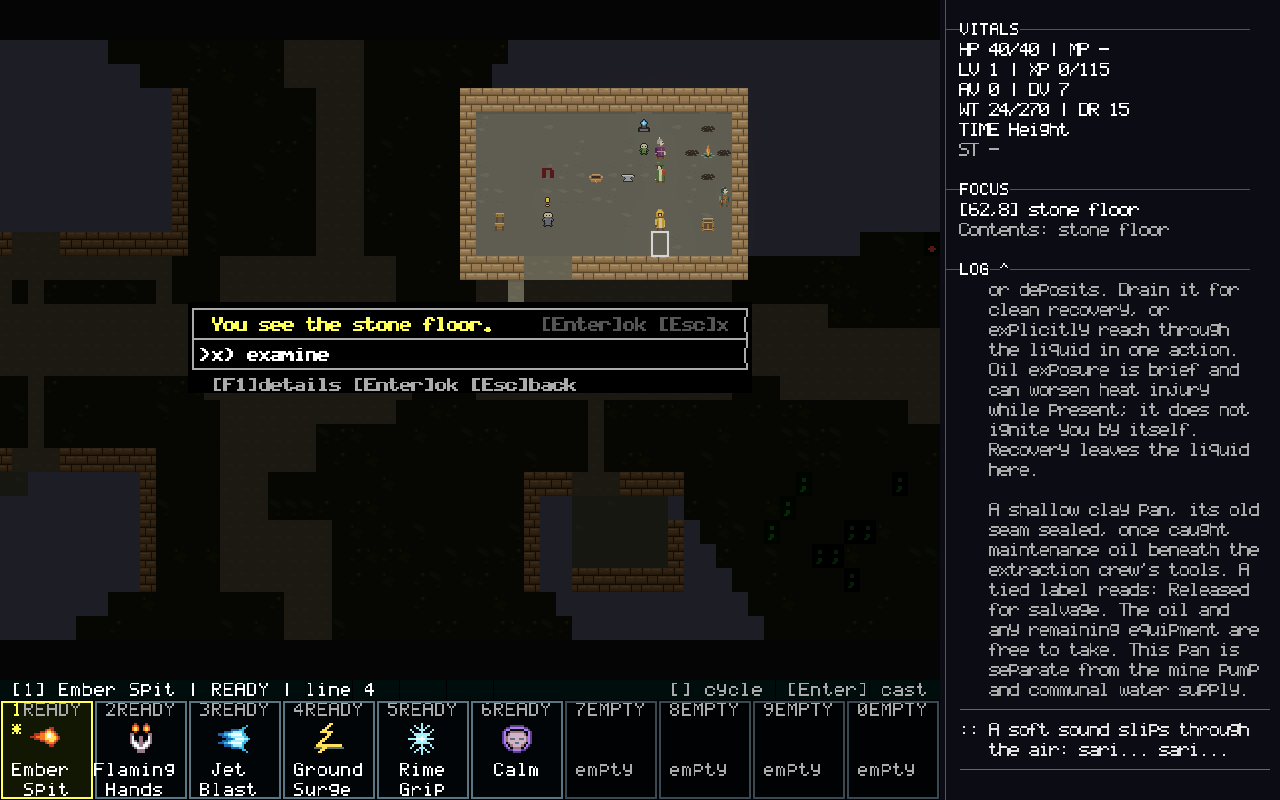 VITALS
HP 40/40 | MP -
LV 1 | XP 0/115
AV 0 | DV 7
WT 24/270 | DR 15
TIME Height
ST -
FOCUS
[62,8] stone floor
Contents: stone floor
LOG ^
or deposits. Drain it for
clean recovery, or
explicitly reach through
the liquid in one action.
Oil exposure is brief and
can worsen heat injury
while present; it does not
ignite you by itself.
Recovery leaves the liquid
here.
A shallow clay pan, its old
seam sealed, once caught
maintenance oil beneath the
extraction crew's tools. A
tied label reads: Released
for salvage. The oil and
any remaining equipment are
free to take. This pan is
separate from the mine pump
and communal water supply.
:: A soft sound slips through
the air: sari... sari...
You see the stone floor. [Enter]ok [Esc]x
>x) examine
[F1]details [Enter]ok [Esc]back
[1] Ember Spit | READY | line 4 [] cycle [Enter] cast
1READY 2READY 3READY 4READY 5READY 6READY 7EMPTY 8EMPTY 9EMPTY 0EMPTY
*
Ember Flaming Jet Ground Rime Calm empty empty empty empty
Spit Hands Blast Surge Grip